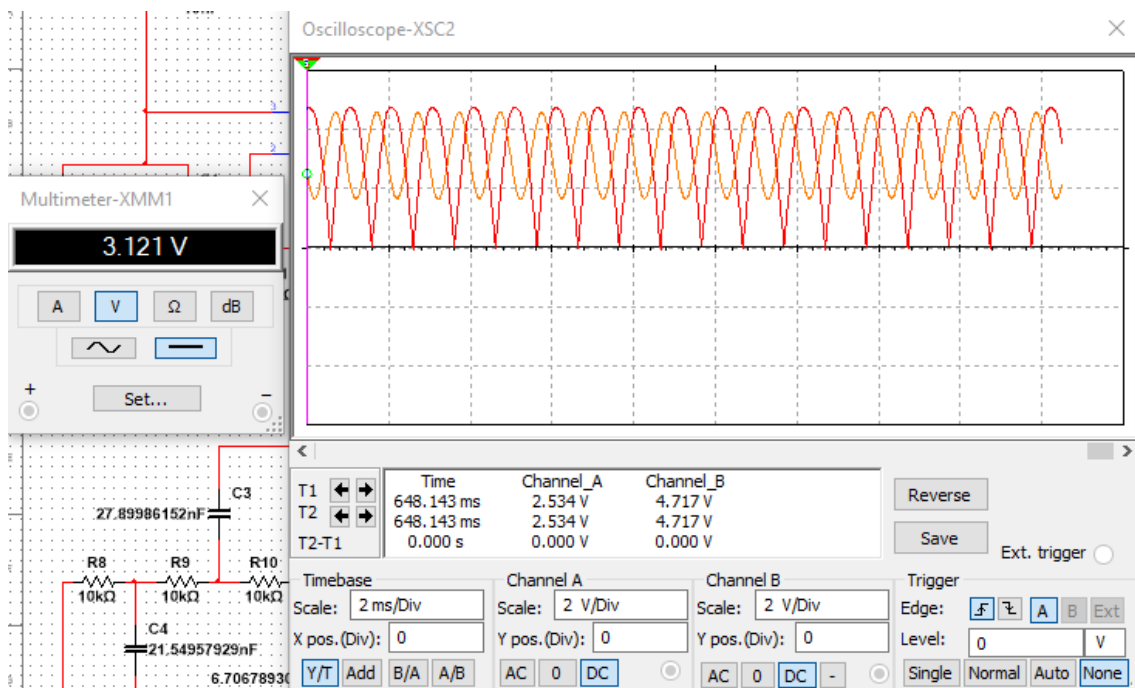 Oscilloscope-XSC2
3
2
Multimeter-XMM1
3.121 V
A V Ω dB
+ −
Set...
C3
27.89986152nF
R8 R9 R10
10kΩ 10kΩ 10kΩ
C4
21.54957929nF
6.7067893
Time Channel_A Channel_B
T1 648.143 ms 2.534 V 4.717 V
T2 648.143 ms 2.534 V 4.717 V
T2-T1 0.000 s 0.000 V 0.000 V
Reverse
Save
Ext. trigger
Timebase
Scale: 2 ms/Div
X pos.(Div): 0
Y/T Add B/A A/B
Channel A
Scale: 2 V/Div
Y pos.(Div): 0
AC 0 DC
Channel B
Scale: 2 V/Div
Y pos.(Div): 0
AC 0 DC -
Trigger
Edge: A B Ext
Level: 0 V
Single Normal Auto None